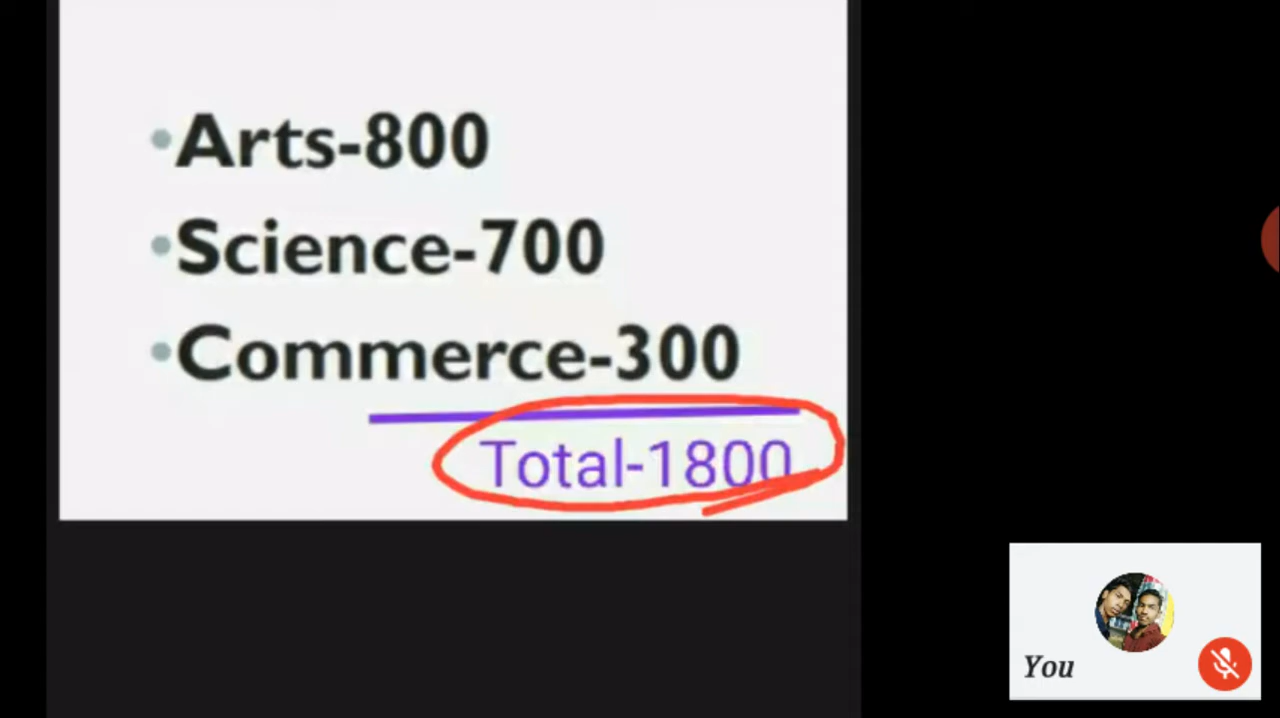 •Arts-800
•Science-700
•Commerce-300
Total-1800
You